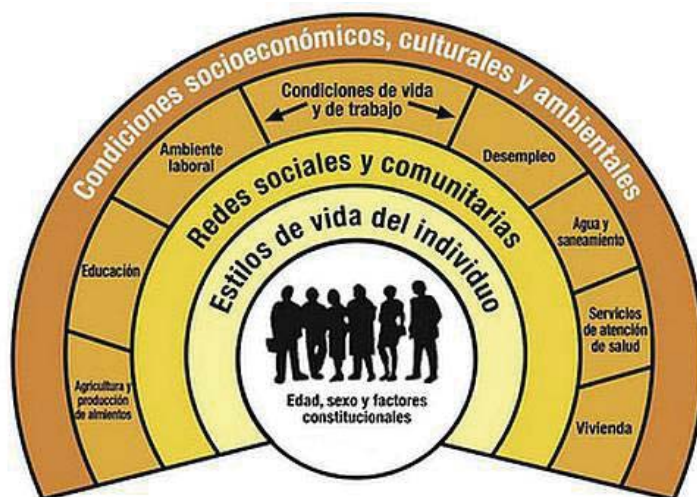 Condiciones socioeconómicos, culturales y ambientales
Condiciones de vida
y de trabajo
Ambiente
laboral
Desempleo
Educación
Agua y
saneamiento
Agricultura y
producción
de almientos
Servicios
de atención
de salud
Vivienda
Redes sociales y comunitarias
Estilos de vida del individuo
Edad, sexo y factores
constitucionales